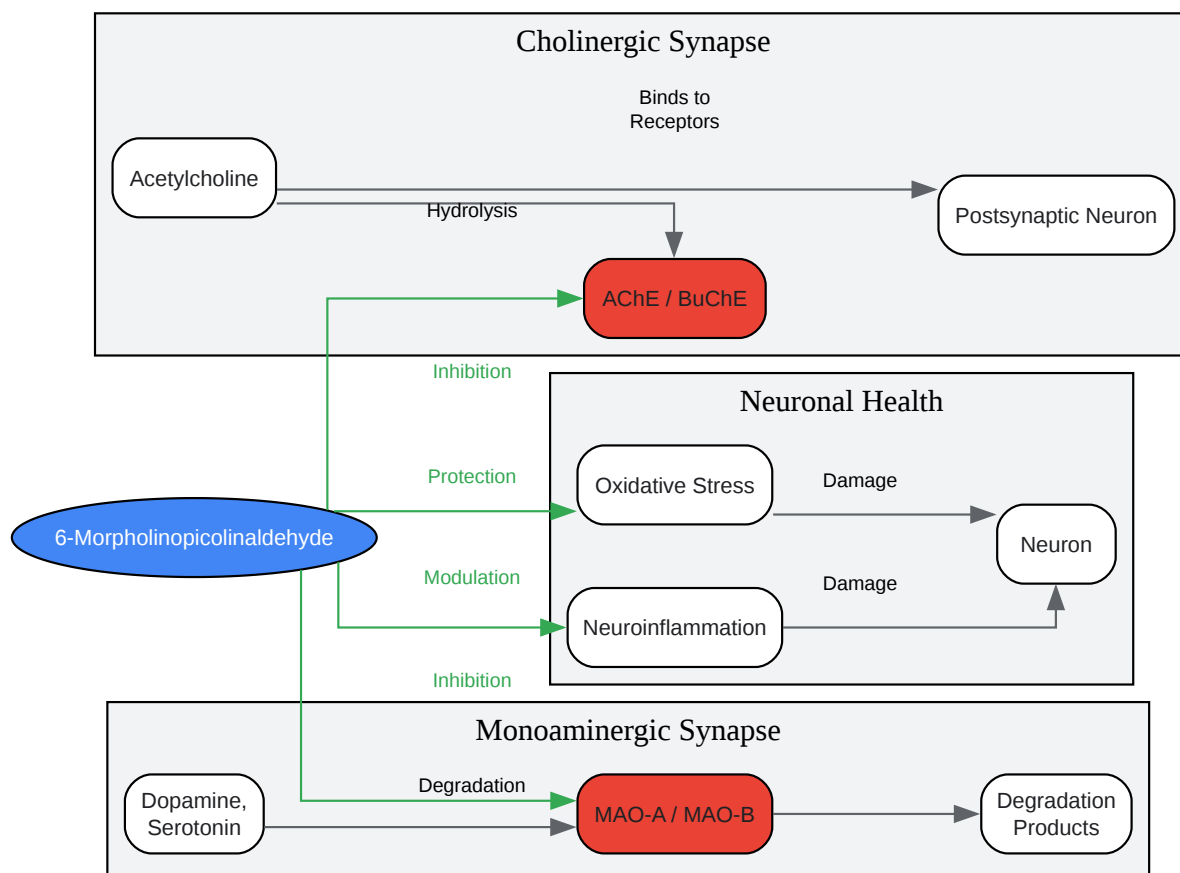 Cholinergic Synapse
Binds to
Receptors
Acetylcholine
Hydrolysis
Postsynaptic Neuron
AChE / BuChE
Inhibition
Neuronal Health
Protection
Oxidative Stress
Damage
6-Morpholinopicolinaldehyde
Neuron
Modulation
Damage
Neuroinflammation
Inhibition
Monoaminergic Synapse
Degradation
Dopamine,
Serotonin
MAO-A / MAO-B
Degradation
Products